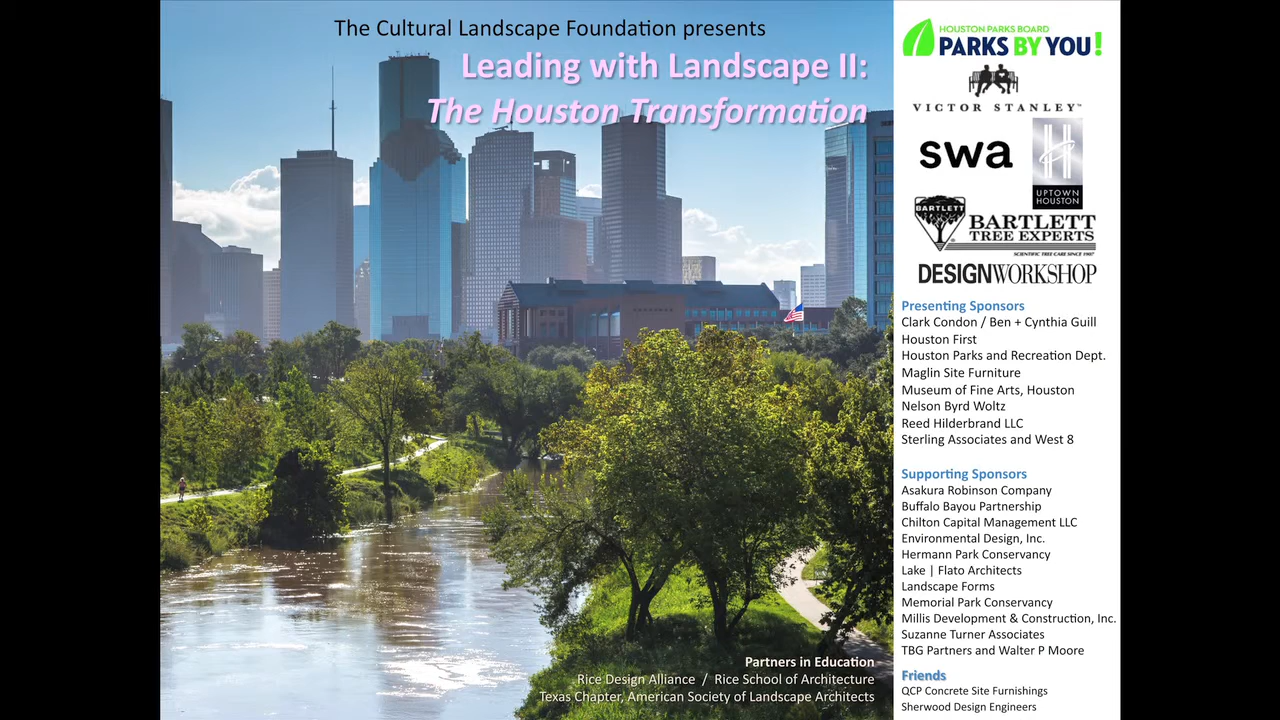 The Cultural Landscape Foundation presents
Leading with Landscape II:
The Houston Transformation
Partners in Education
Rice Design Alliance / Rice School of Architecture
Texas Chapter, American Society of Landscape Architects
HOUSTON PARKS BOARD
PARKS BY YOU!
VICTOR STANLEY™
swa
UPTOWN
HOUSTON
BARTLETT
BARTLETT
TREE EXPERTS
SCIENTIFIC TREE CARE SINCE 1907
DESIGNWORKSHOP
Presenting Sponsors
Clark Condon / Ben + Cynthia Guill
Houston First
Houston Parks and Recreation Dept.
Maglin Site Furniture
Museum of Fine Arts, Houston
Nelson Byrd Woltz
Reed Hilderbrand LLC
Sterling Associates and West 8
Supporting Sponsors
Asakura Robinson Company
Buffalo Bayou Partnership
Chilton Capital Management LLC
Environmental Design, Inc.
Hermann Park Conservancy
Lake | Flato Architects
Landscape Forms
Memorial Park Conservancy
Millis Development & Construction, Inc.
Suzanne Turner Associates
TBG Partners and Walter P Moore
Friends
QCP Concrete Site Furnishings
Sherwood Design Engineers